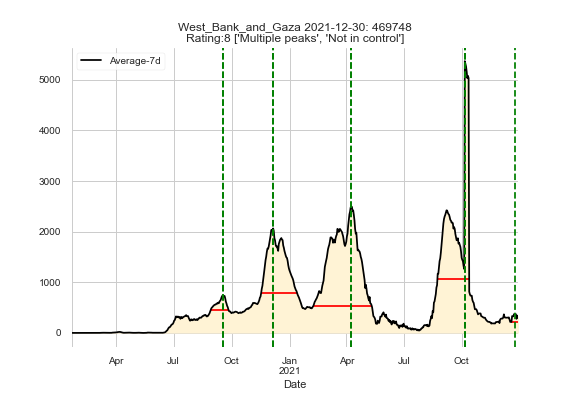 West_Bank_and_Gaza 2021-12-30: 469748
Rating:8 ['Multiple peaks', 'Not in control']
Average-7d
5000
4000
3000
2000
1000
0
Apr Jul Oct Jan Apr Jul Oct
2021
Date